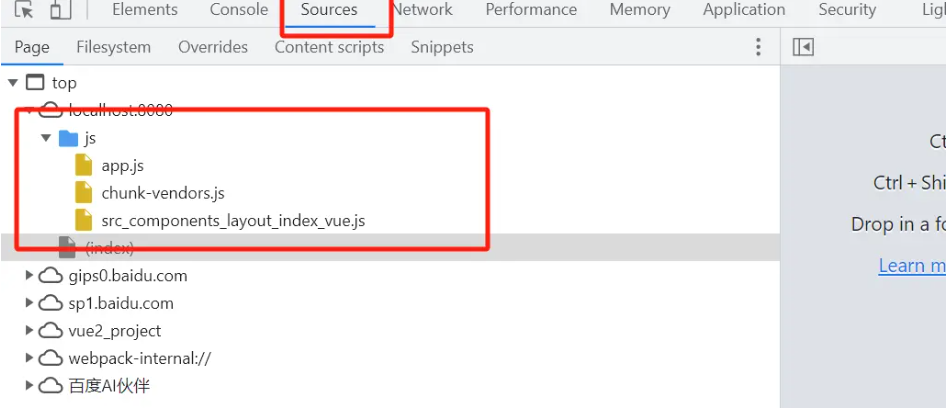 Elements Console Sources Network Performance Memory Application Security Ligh
Page Filesystem Overrides Content scripts Snippets
top
localhost:8080
js
app.js
chunk-vendors.js
src_components_layout_index_vue.js
(index)
gips0.baidu.com
sp1.baidu.com
vue2_project
webpack-internal://
百度AI伙伴
Ct
Ctrl + Shi
Drop in a fo
Learn m